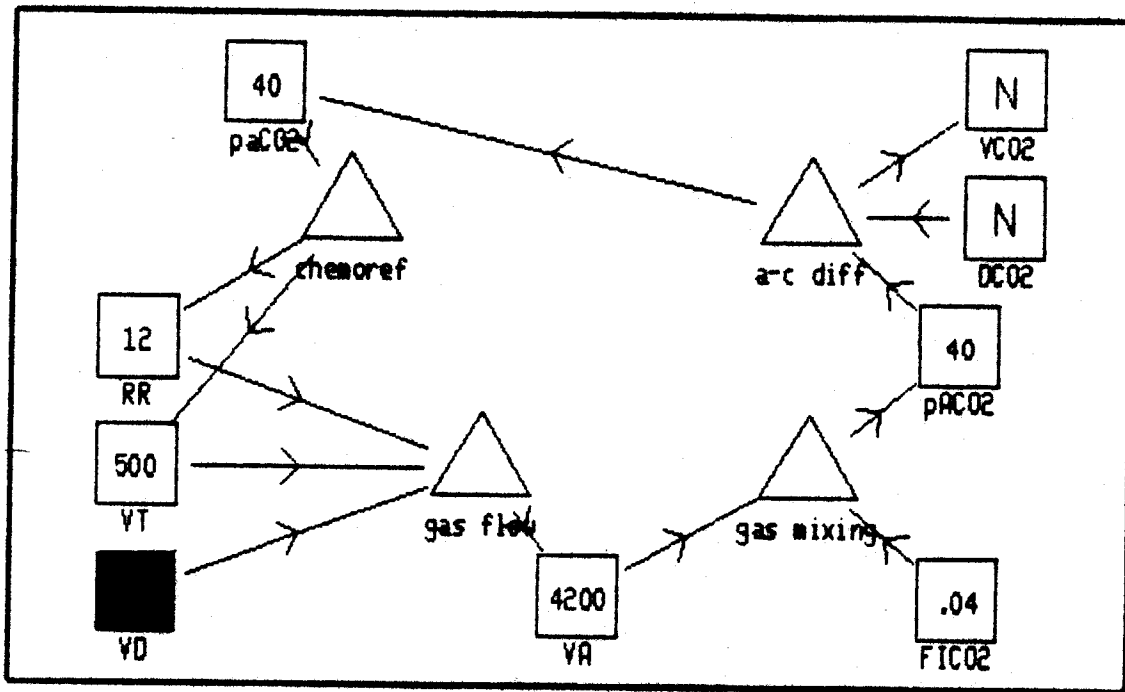 40
paCO2
N
VCO2
N
DCO2
chemoref
a-c diff
12
RR
40
pACO2
500
VT
gas flow
gas mixing
VD
4200
VA
.04
FICO2